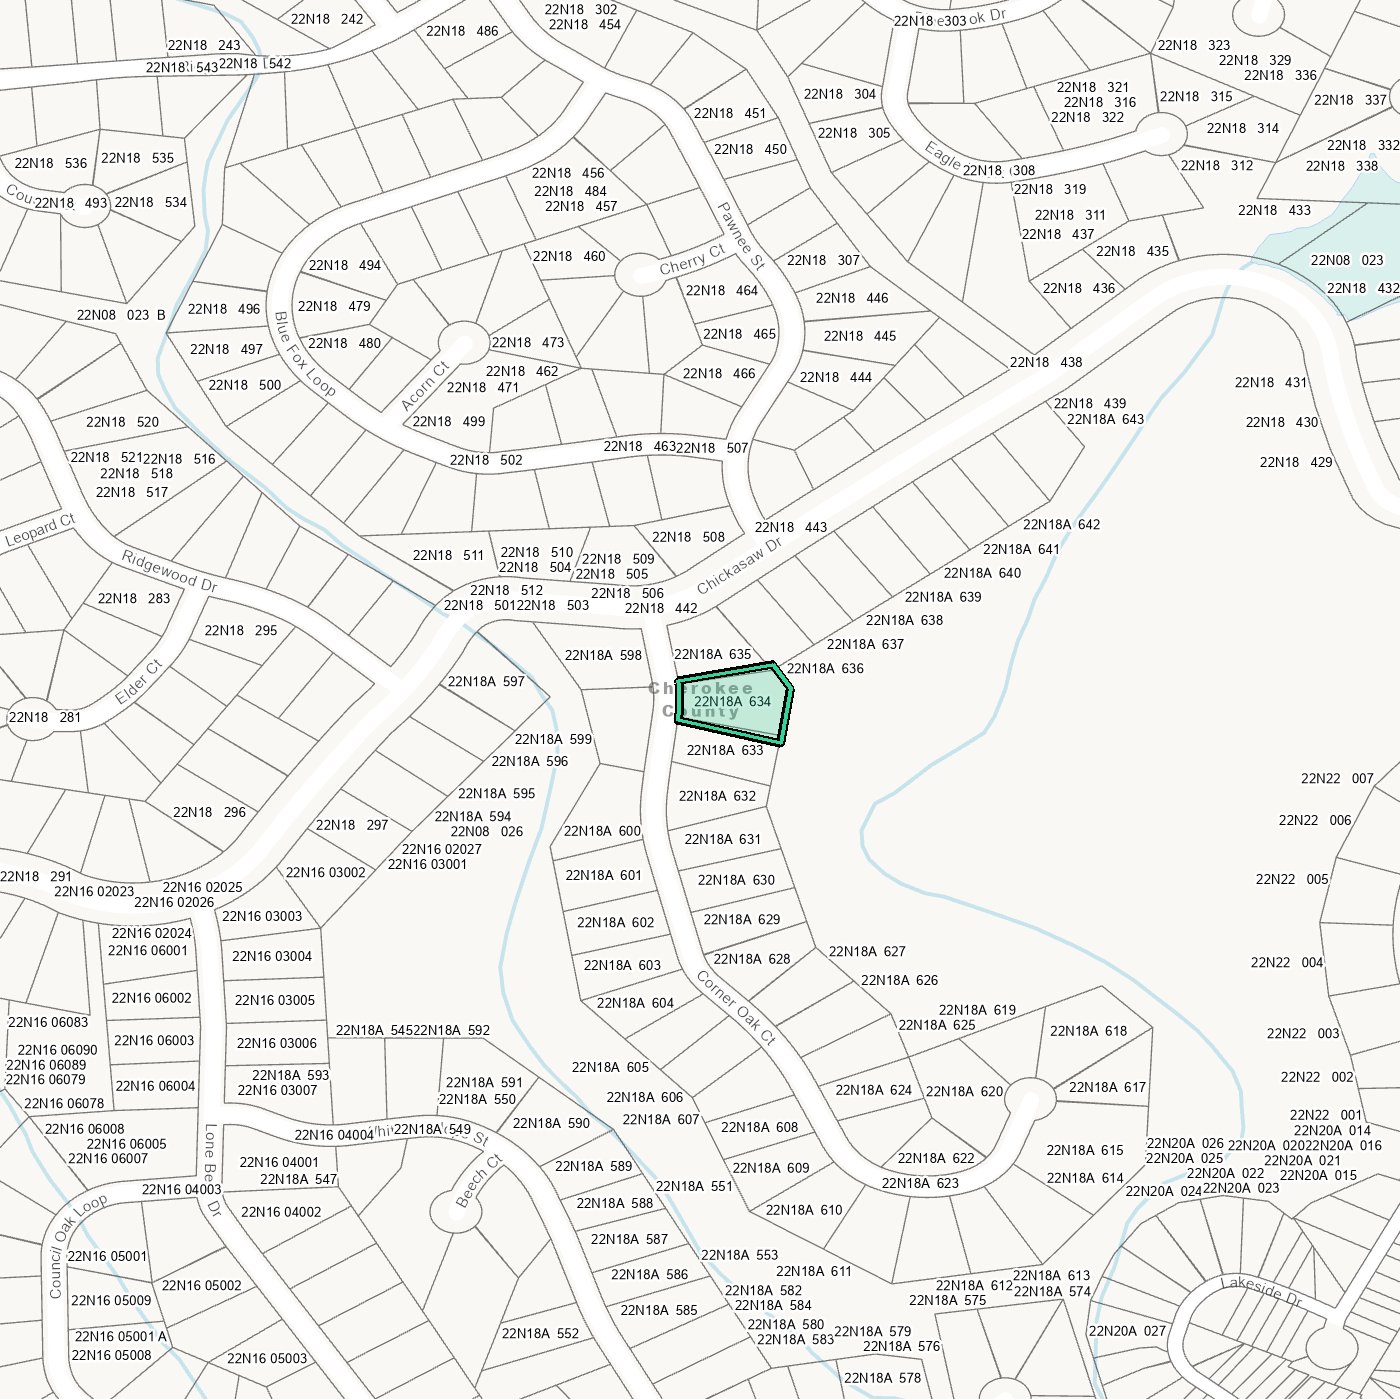 22N18 302
22N18 242
22N18 303
ok Dr
22N18 454
22N18 486
22N18 243
22N18 323
22N18 543
22N18 542
22N18 329
22N18 336
22N18 321
22N18 304
22N18 315
22N18 316
22N18 337
22N18 451
22N18 322
22N18 314
22N18 305
22N18 332
22N18 450
22N18 535
22N18 536
Eagle
22N18 312
22N18 338
22N18 308
22N18 456
22N18 319
22N18 484
22N18 493
22N18 534
22N18 457
22N18 433
22N18 311
Pawnee St
22N18 437
22N18 435
22N18 460
Cherry Ct
22N18 307
22N08 023
22N18 494
22N18 464
22N18 436
22N18 432
22N18 446
22N18 479
22N18 496
22N08 023 B
22N18 465
22N18 445
22N18 480
22N18 473
22N18 497
Blue Fox Loop
22N18 438
22N18 462
22N18 466
22N18 444
22N18 500
22N18 471
Acorn Ct
22N18 431
22N18 439
22N18A 643
22N18 520
22N18 499
22N18 430
22N18 463
22N18 507
22N18 521
22N18 516
22N18 502
22N18 429
22N18 518
22N18 517
Leopard Ct
22N18 443
22N18A 642
22N18 508
22N18A 641
22N18 511
22N18 510
22N18 509
Chickasaw Dr
22N18 504
22N18 505
22N18A 640
Ridgewood Dr
22N18 512
22N18 506
22N18A 639
22N18 283
22N18 501
22N18 503
22N18 442
22N18A 638
22N18 295
22N18A 637
22N18A 598
22N18A 635
22N18A 636
Elder Ct
22N18A 597
Cherokee
County
22N18A 634
22N18 281
22N18A 599
22N18A 633
22N18A 596
22N22 007
22N18A 595
22N18A 632
22N18 296
22N18A 594
22N22 006
22N18 297
22N08 026
22N18A 600
22N18A 631
22N16 02027
22N16 03001
22N16 03002
22N18 291
22N18A 601
22N18A 630
22N22 005
22N16 02023
22N16 02025
22N16 02026
22N16 03003
22N18A 602
22N18A 629
22N16 02024
22N16 06001
22N16 03004
22N18A 603
22N18A 628
22N18A 627
22N22 004
22N18A 626
22N16 06002
22N16 03005
22N18A 604
Corner Oak Ct
22N18A 619
22N16 06083
22N18A 625
22N18A 545
22N18A 592
22N18A 618
22N22 003
22N16 06003
22N16 03006
22N16 06090
22N16 06089
22N18A 605
22N16 06079
22N18A 593
22N22 002
22N16 06004
22N16 03007
22N18A 591
22N18A 624
22N18A 620
22N18A 617
22N18A 550
22N18A 606
22N16 06078
22N22 001
22N18A 590
22N18A 607
22N16 06008
22N16 04004
22N18A 549
22N18A 608
22N20A 014
22N16 06005
22N20A 026
22N20A 020
22N20A 016
22N16 06007
22N18A 615
22N20A 025
22N16 04001
22N18A 589
22N18A 609
22N18A 622
22N20A 021
22N18A 547
22N18A 614
22N20A 022
22N20A 015
22N16 04003
Lone Bear Dr
Beech Ct
22N18A 551
22N18A 623
22N20A 024
22N20A 023
22N18A 588
22N16 04002
22N18A 610
22N18A 587
Council Oak Loop
22N16 05001
22N18A 553
22N18A 586
22N18A 611
22N18A 613
22N16 05002
22N18A 612
22N18A 582
22N18A 574
Lakeside Dr
22N16 05009
22N18A 575
22N18A 584
22N18A 585
22N18A 580
22N18A 579
22N20A 027
22N16 05001 A
22N18A 552
22N18A 583
22N18A 576
22N16 05008
22N16 05003
22N18A 578